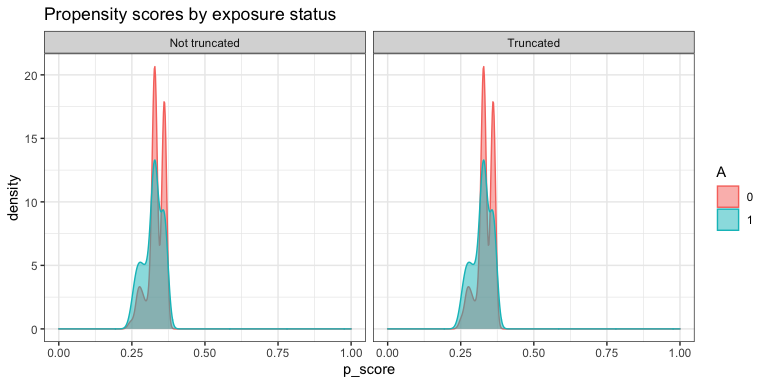 Propensity scores by exposure status
Not truncated
Truncated
20
15
10
5
0
density
0.00 0.25 0.50 0.75 1.00
0.00 0.25 0.50 0.75 1.00
p_score
A
0
1